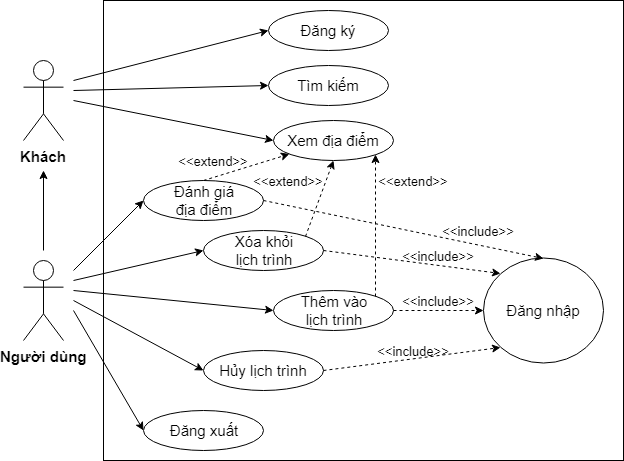 Đăng ký
Tìm kiếm
Khách
Xem địa điểm
<<extend>>
<<extend>>
<<extend>>
Đánh giá
địa điểm
<<include>>
Xóa khỏi
lịch trình
<<include>>
Người dùng
Thêm vào
lịch trình
<<include>>
Đăng nhập
<<include>>
Hủy lịch trình
Đăng xuất